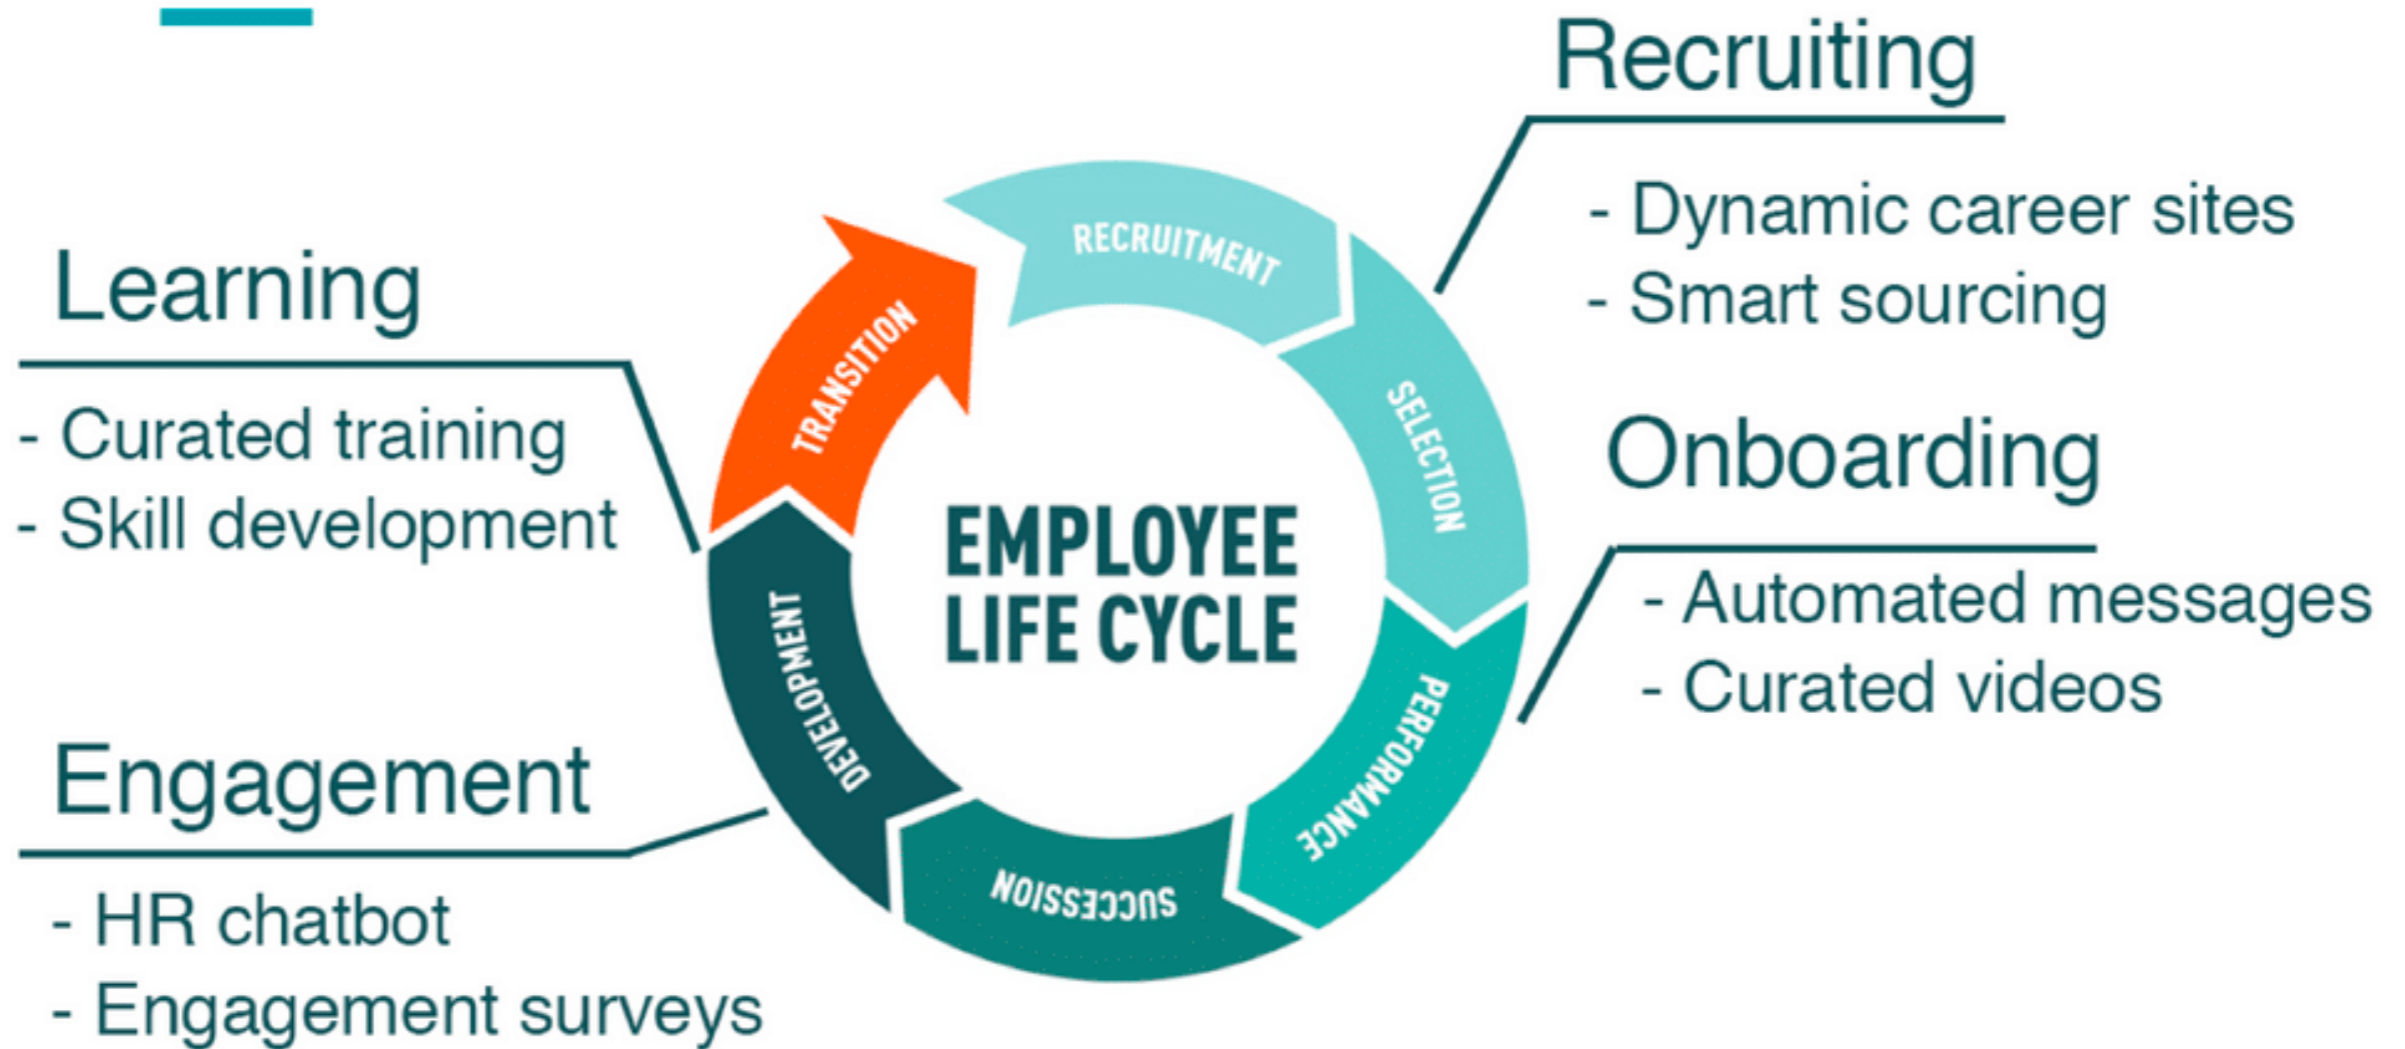 Recruiting
- Dynamic career sites
- Smart sourcing
Onboarding
- Automated messages
- Curated videos
Learning
- Curated training
- Skill development
Engagement
- HR chatbot
- Engagement surveys
EMPLOYEE
LIFE CYCLE
RECRUITMENT
SELECTION
PERFORMANCE
SUCCESSION
DEVELOPMENT
TRANSITION